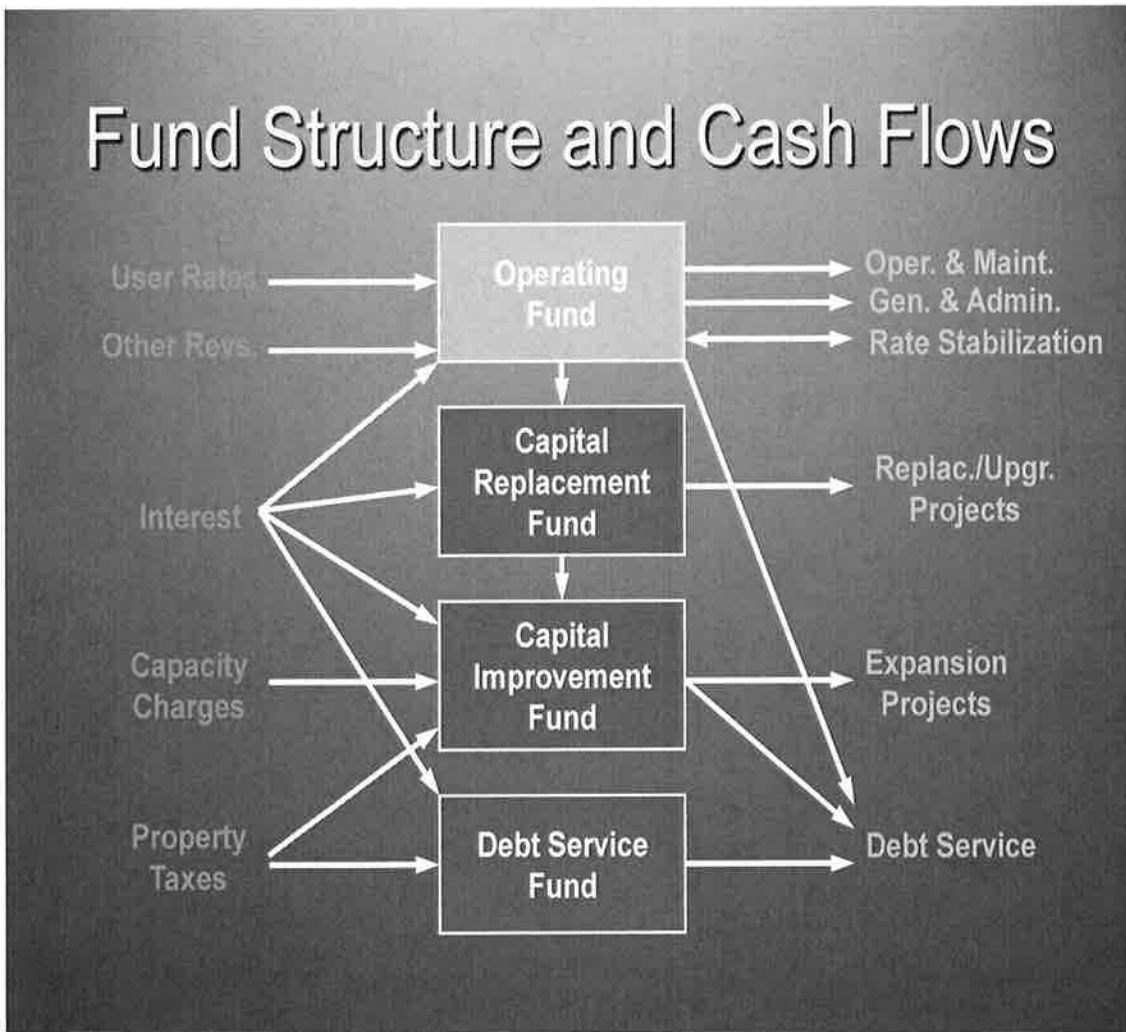 Fund Structure and Cash Flows
User Rates
Other Revs.
Interest
Capacity
Charges
Property
Taxes
Operating
Fund
Capital
Replacement
Fund
Capital
Improvement
Fund
Debt Service
Fund
Oper. & Maint.
Gen. & Admin.
Rate Stabilization
Replac./Upgr.
Projects
Expansion
Projects
Debt Service